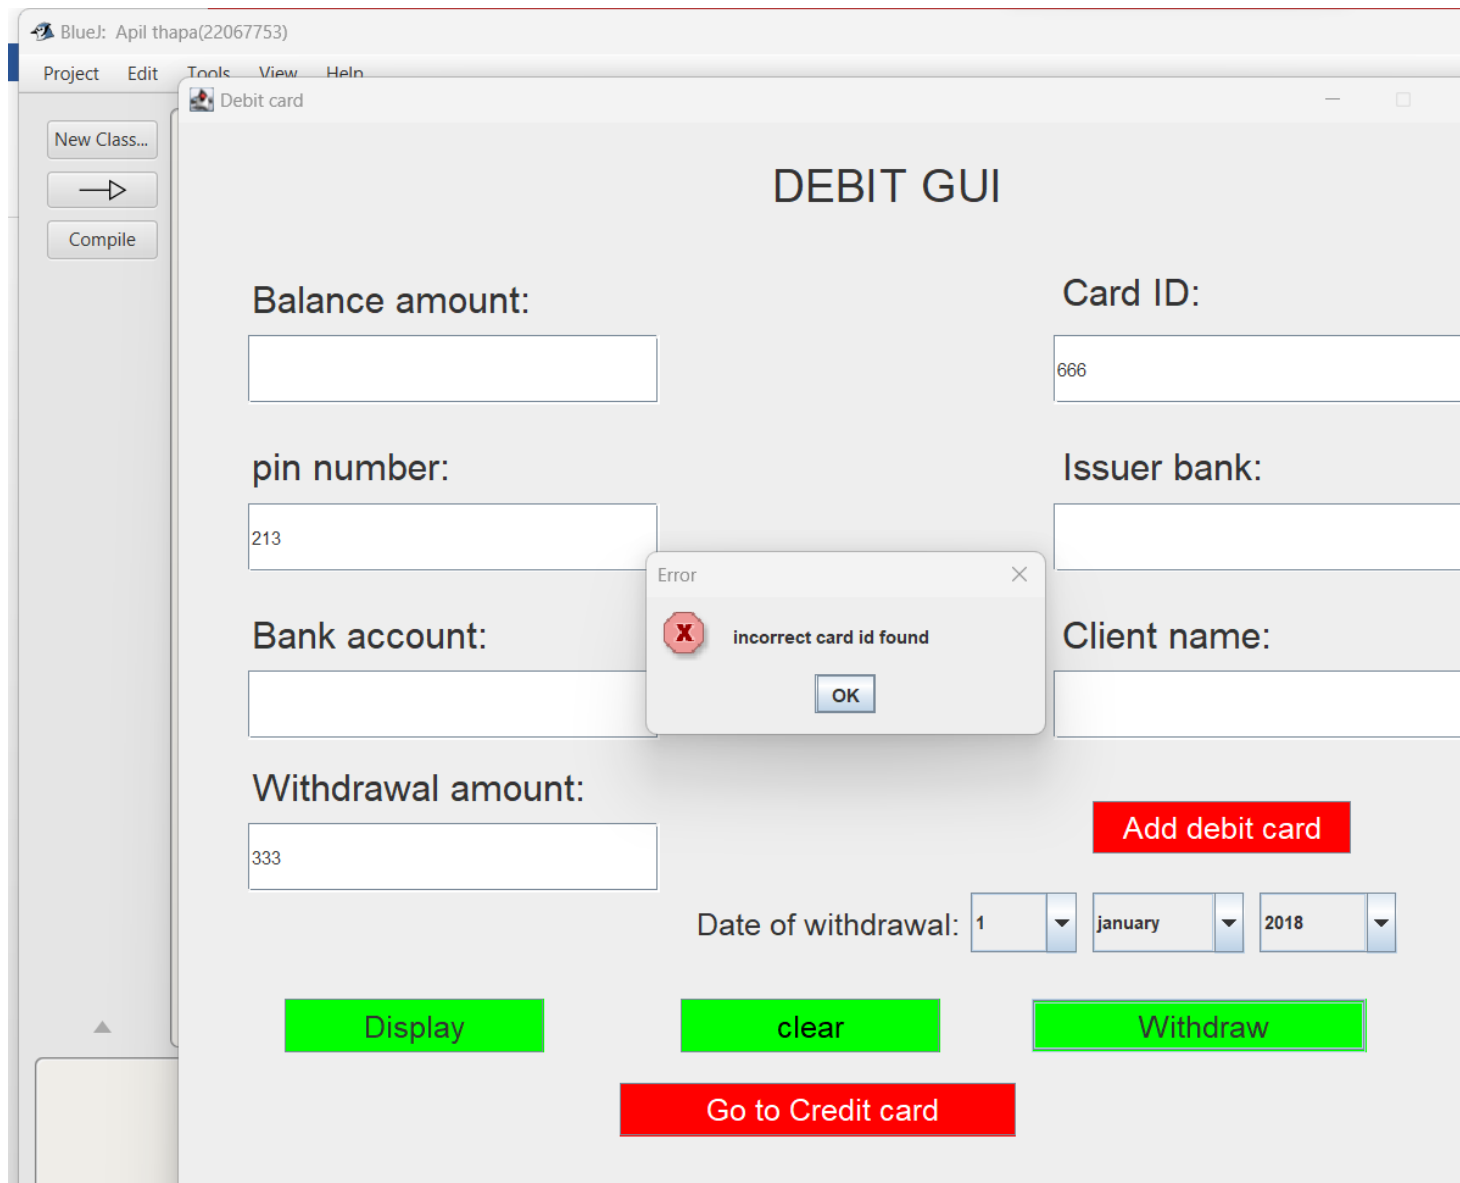 BlueJ: Apil thapa(22067753)
Project Edit Tools View Help
Debit card
New Class...
Compile
DEBIT GUI
Balance amount:
Card ID:
666
pin number:
Issuer bank:
213
Error
incorrect card id found
OK
Bank account:
Client name:
Withdrawal amount:
333
Add debit card
Date of withdrawal: 1 january 2018
Display clear Withdraw
Go to Credit card